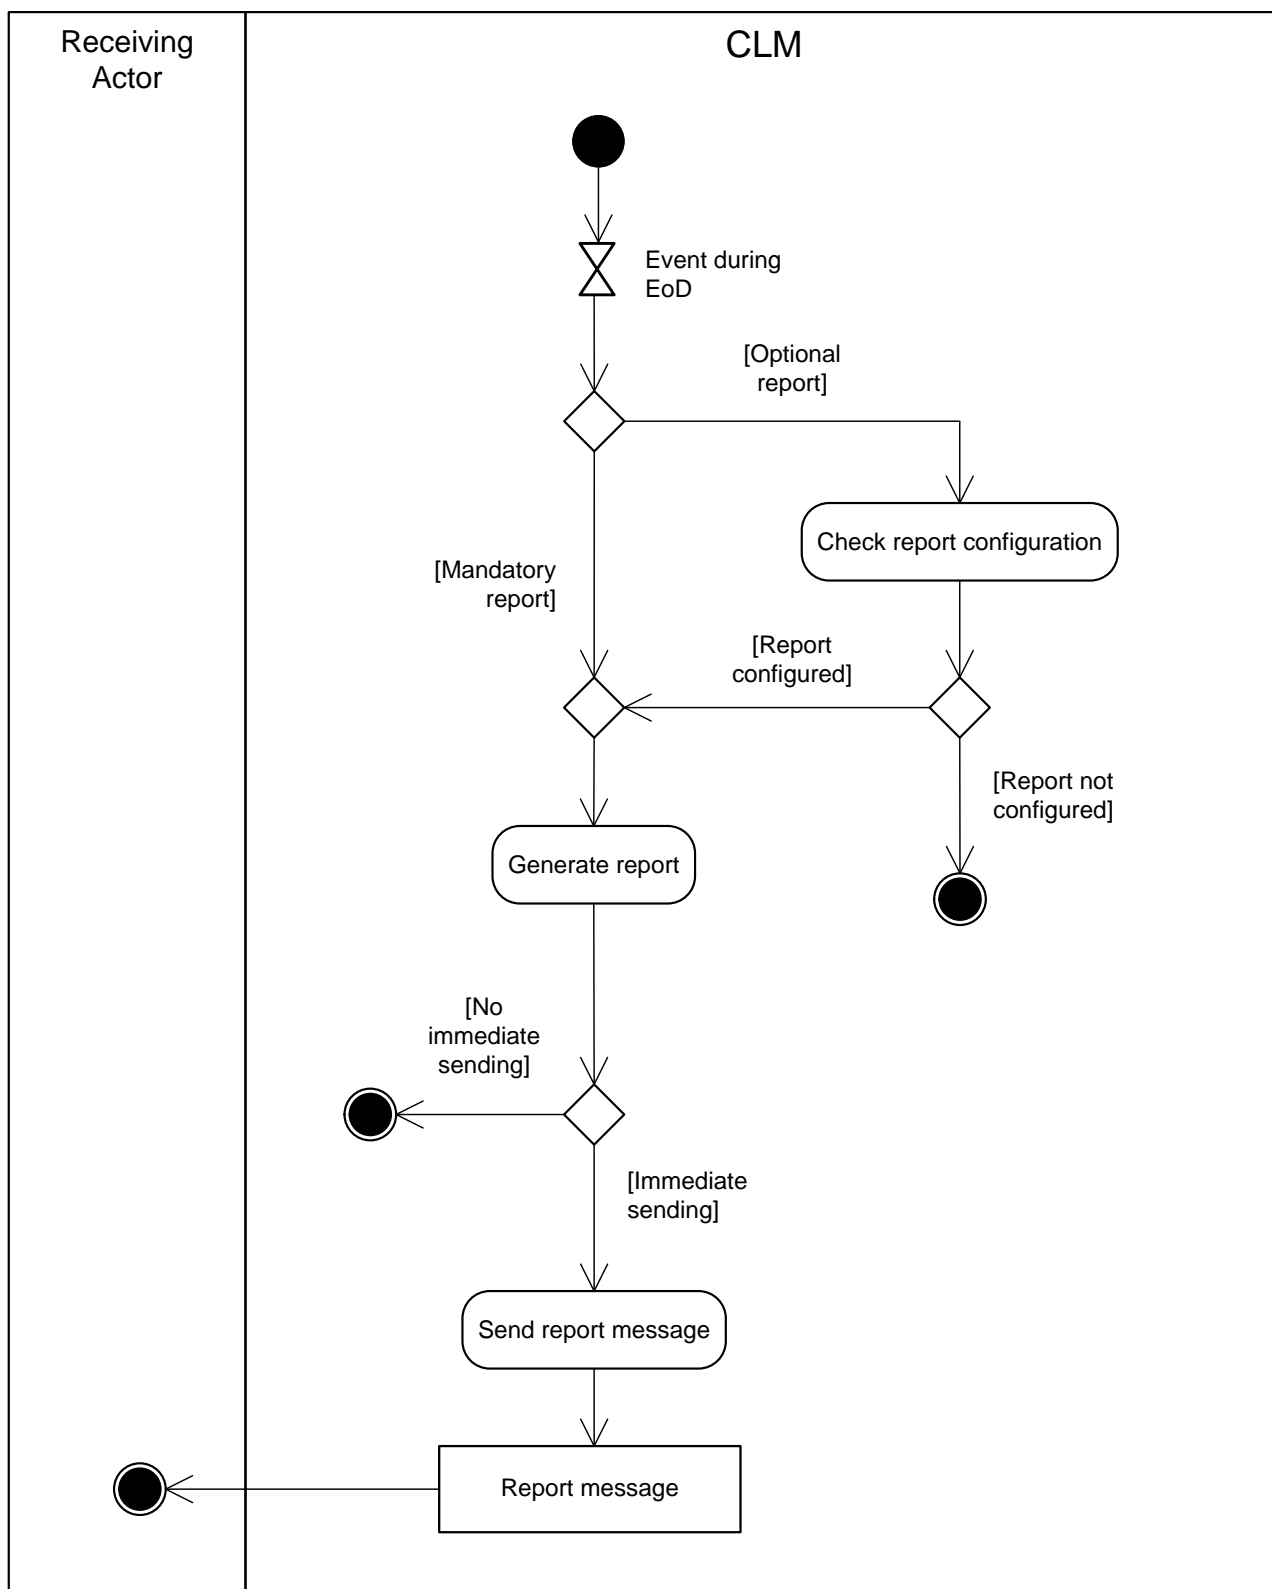 Receiving
Actor
CLM
Event during
EoD
[Optional
report]
Check report configuration
[Mandatory
report]
[Report
configured]
[Report not
configured]
Generate report
[No
immediate
sending]
[Immediate
sending]
Send report message
Report message